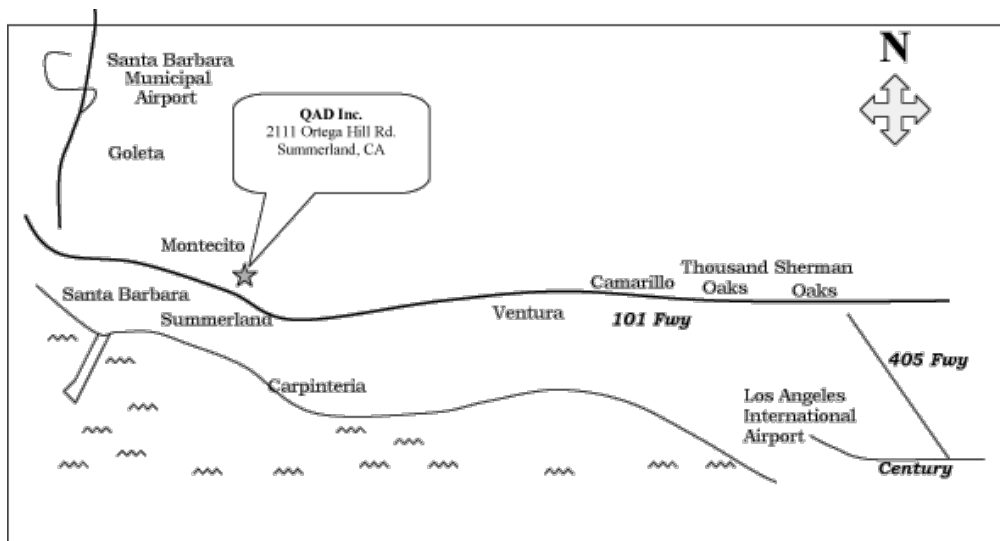 N
Santa Barbara
Municipal
Airport
QAD Inc.
2111 Ortega Hill Rd.
Summerland, CA
Goleta
Montecito
Santa Barbara
Summerland
Ventura
Camarillo
Thousand
Oaks
Sherman
Oaks
101 Fwy
405 Fwy
Carpinteria
Los Angeles
International
Airport
Century